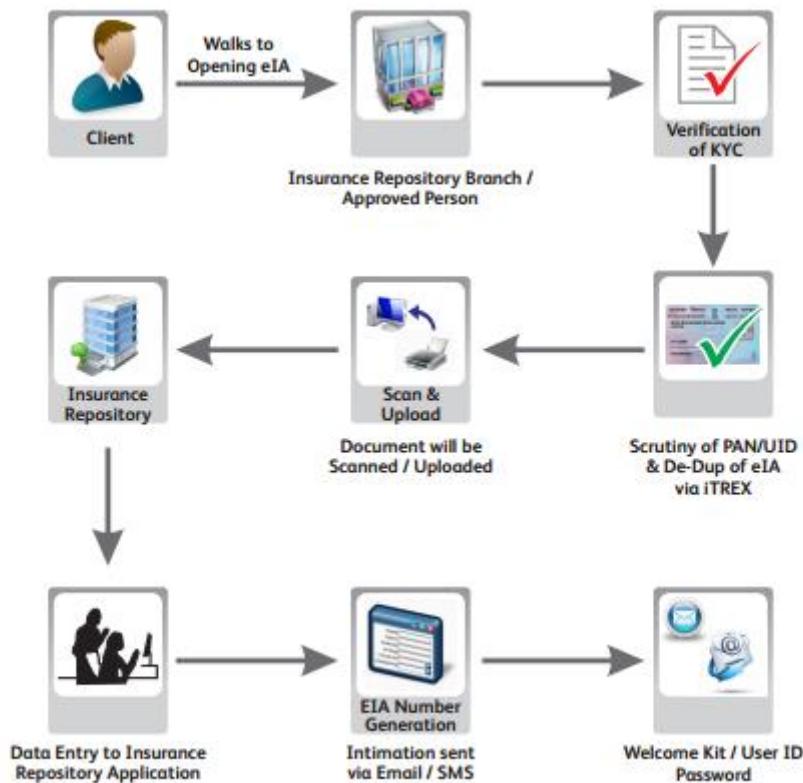 Walks to
Opening eIA
Client
Insurance Repository Branch /
Approved Person
Verification
of KYC
Insurance
Repository
Scan &
Upload
Document will be
Scanned / Uploaded
Scrutiny of PAN/UID
& De-Dup of eIA
via iTREX
Data Entry to Insurance
Repository Application
EIA Number
Generation
Intimation sent
via Email / SMS
Welcome Kit / User ID
Password